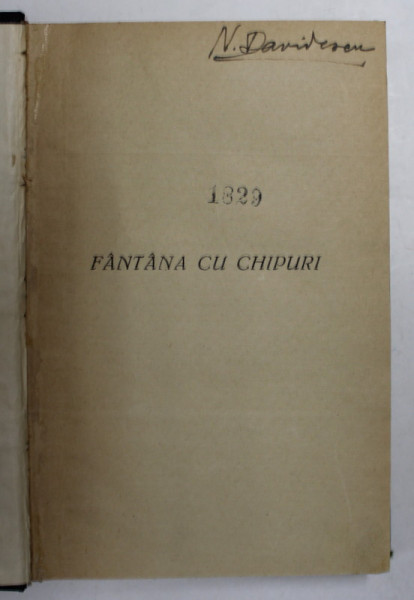 N. Davidescu
1829
FÂNTÂNA CU CHIPURI